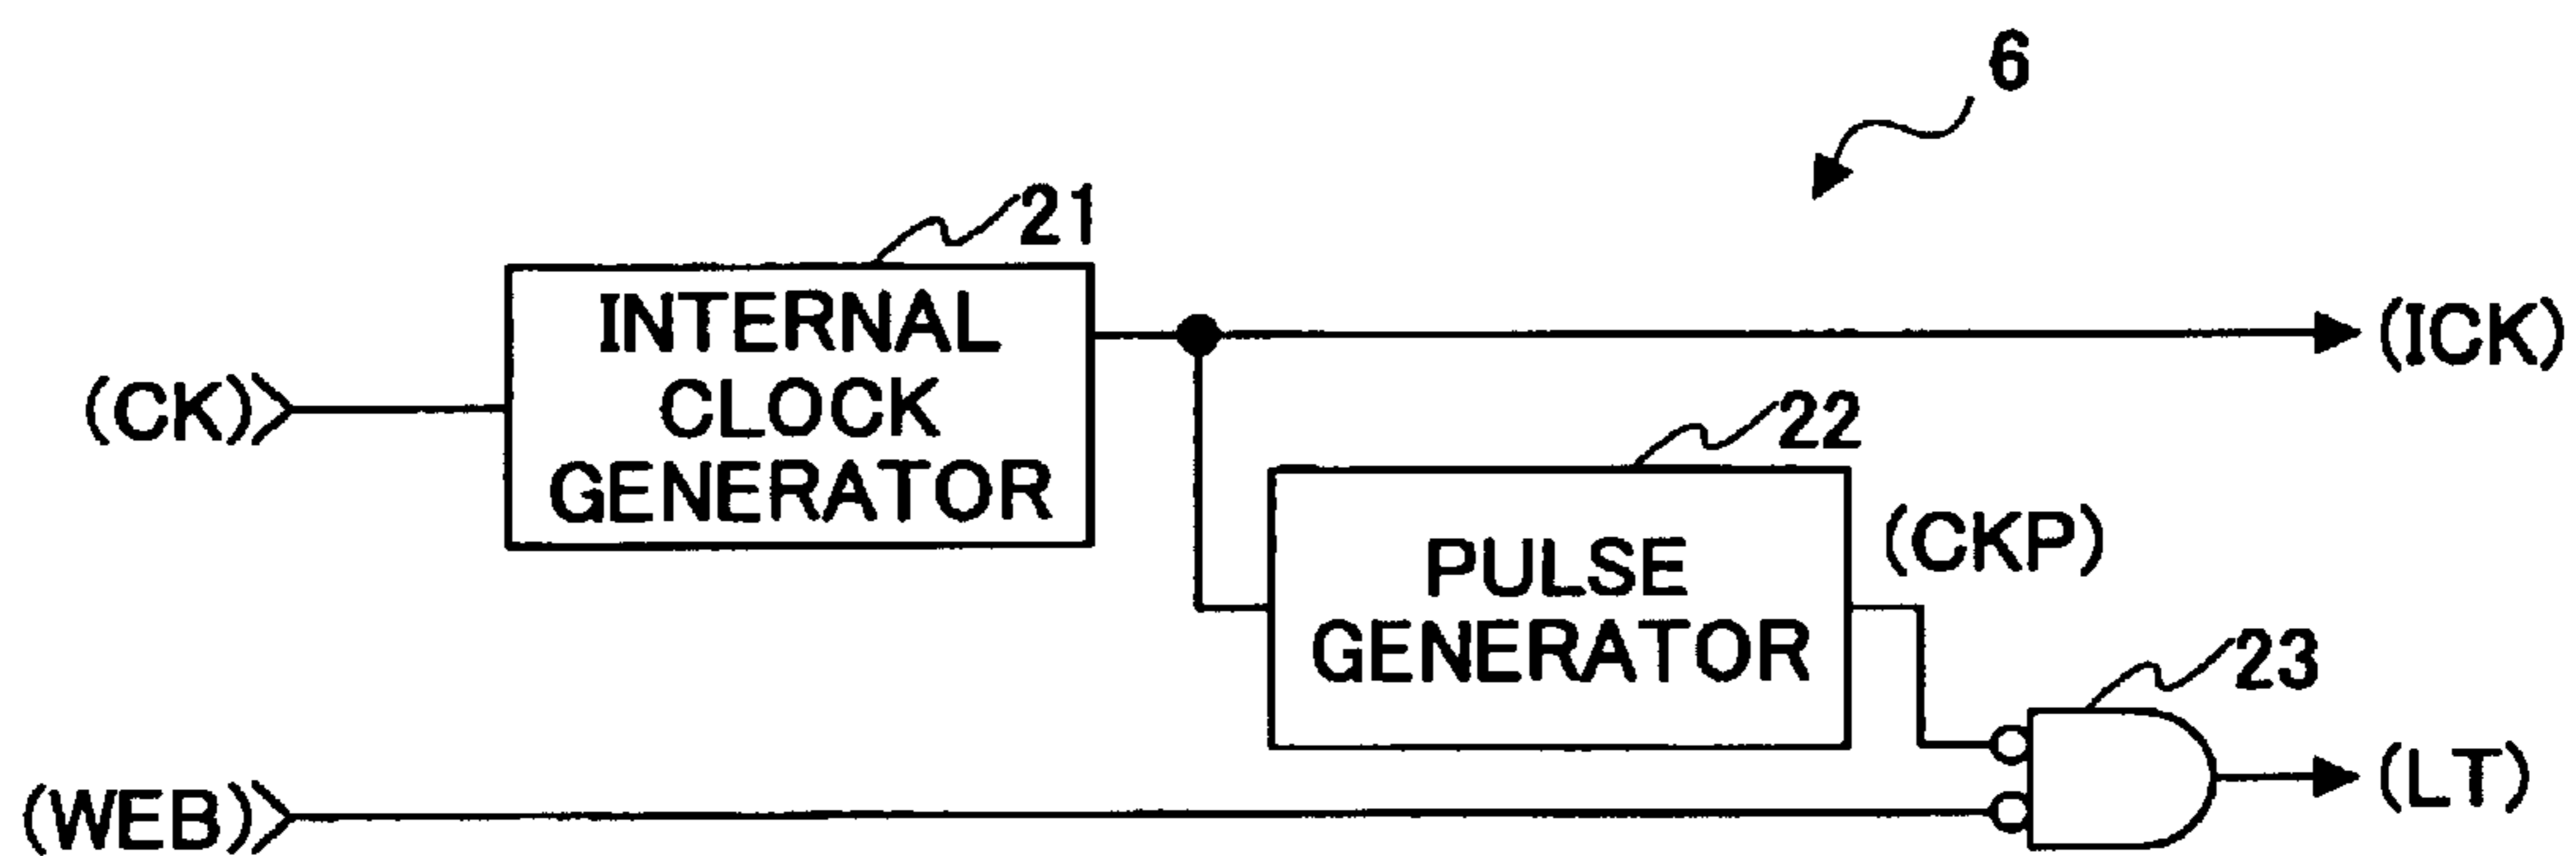 6
21
INTERNAL
CLOCK
GENERATOR
(CK)
(ICK)
22
PULSE
GENERATOR
(CKP)
23
(WEB)
(LT)